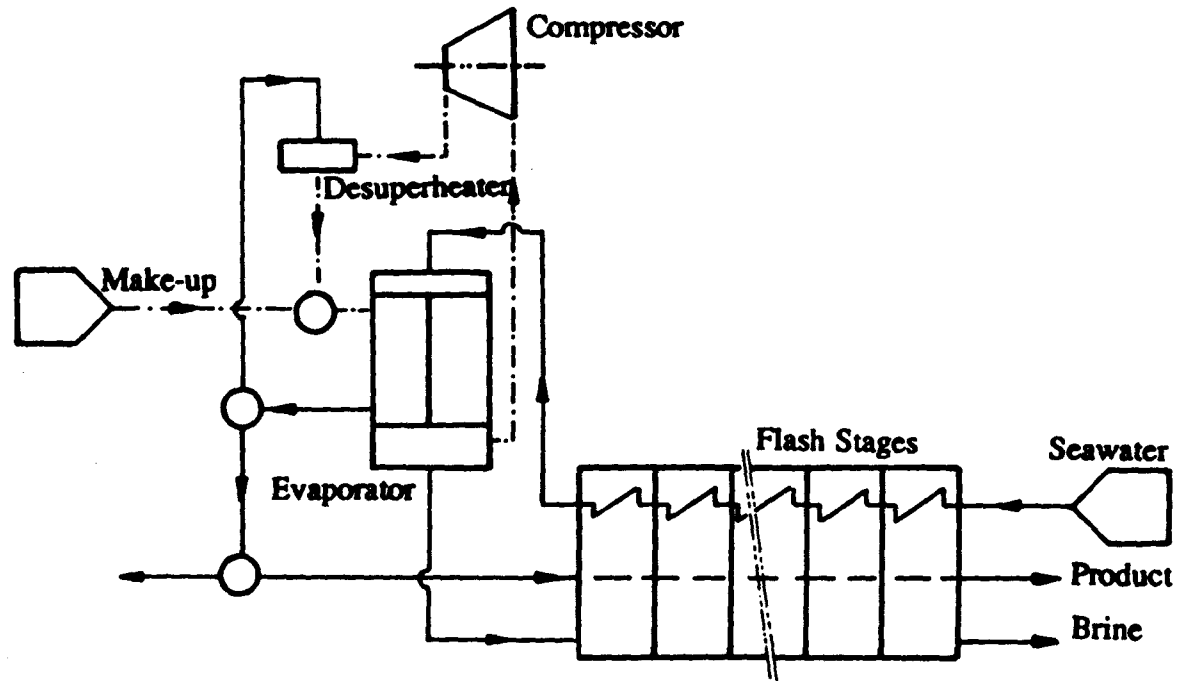 Compressor
Desuperheater
Make-up
Flash Stages
Seawater
Evaporator
Product
Brine